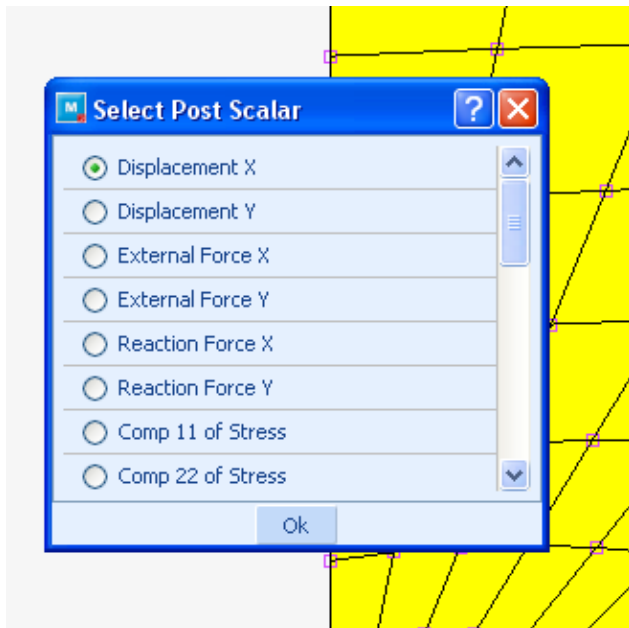 M Select Post Scalar ?
Displacement X
Displacement Y
External Force X
External Force Y
Reaction Force X
Reaction Force Y
Comp 11 of Stress
Comp 22 of Stress
Ok